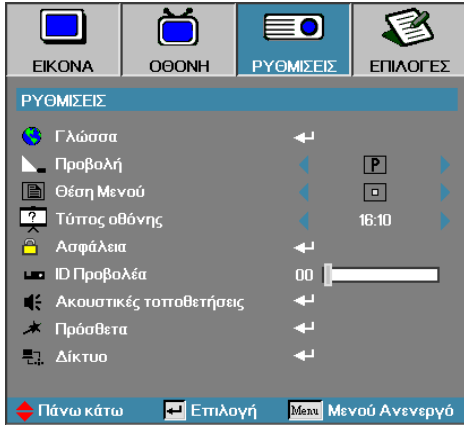 ΕΙΚΟΝΑ ΟΘΟΝΗ ΡΥΘΜΙΣΕΙΣ ΕΠΙΛΟΓΕΣ
ΡΥΘΜΙΣΕΙΣ
Γλώσσα
Προβολή P
Θέση Μενού
Τύπος οθόνης 16:10
Ασφάλεια
ID Προβολέα 00
Ακουστικές τοποθετήσεις
Πρόσθετα
Δίκτυο
Πάνω κάτω Επιλογή Menu Μενού Ανενεργό